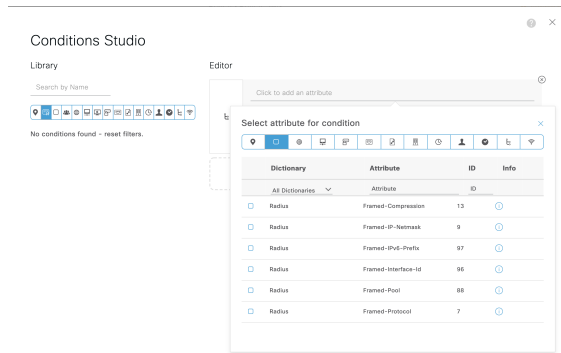 Conditions Studio
Library
Search by Name
No conditions found - reset filters.
Editor
Click to add an attribute
Select attribute for condition
Dictionary Attribute ID Info
All Dictionaries Attribute ID
Radius Framed-Compression 13
Radius Framed-IP-Netmask 9
Radius Framed-IPv6-Prefix 97
Radius Framed-Interface-Id 96
Radius Framed-Pool 88
Radius Framed-Protocol 7